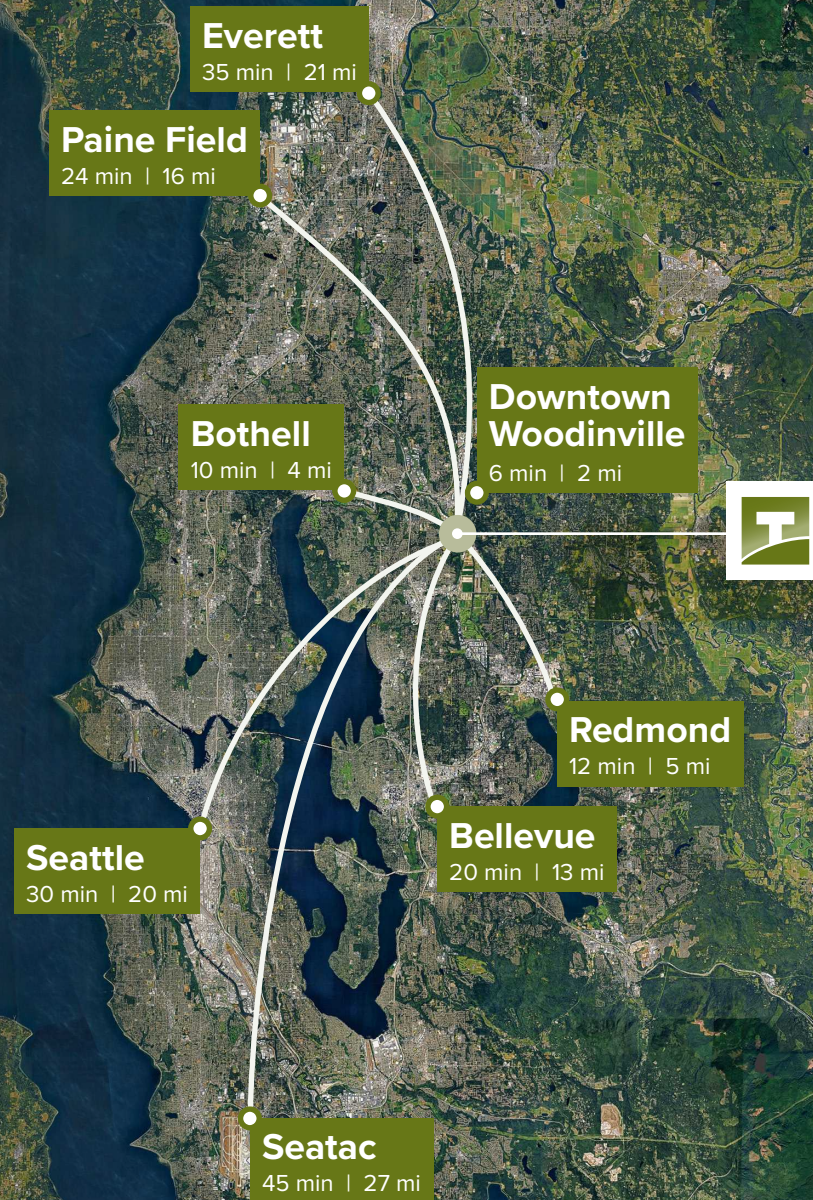 Everett
35 min | 21 mi
Paine Field
24 min | 16 mi
Downtown
Woodinville
6 min | 2 mi
Bothell
10 min | 4 mi
T
Redmond
12 min | 5 mi
Bellevue
20 min | 13 mi
Seattle
30 min | 20 mi
Seatac
45 min | 27 mi